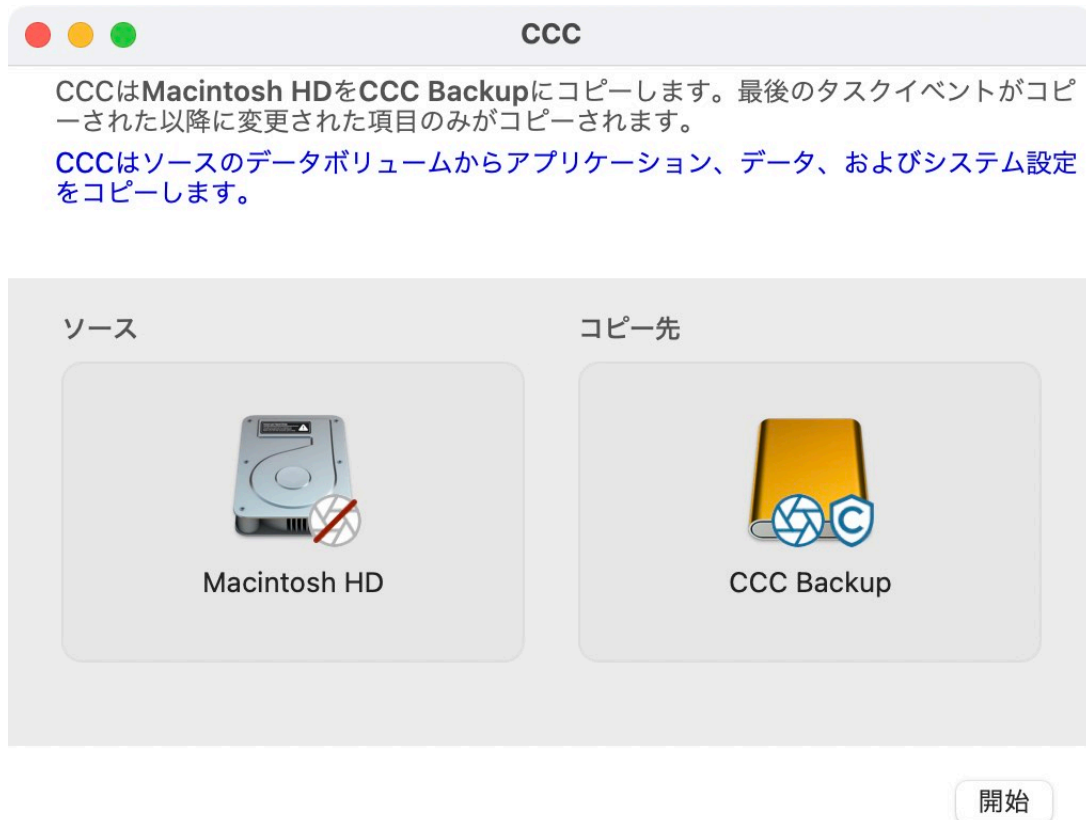 CCC
CCCはMacintosh HDをCCC Backupにコピーします。最後のタスクイベントがコピ
ーされた以降に変更された項目のみがコピーされます。
CCCはソースのデータボリュームからアプリケーション、データ、およびシステム設定
をコピーします。
ソース
コピー先
Macintosh HD
CCC Backup
開始